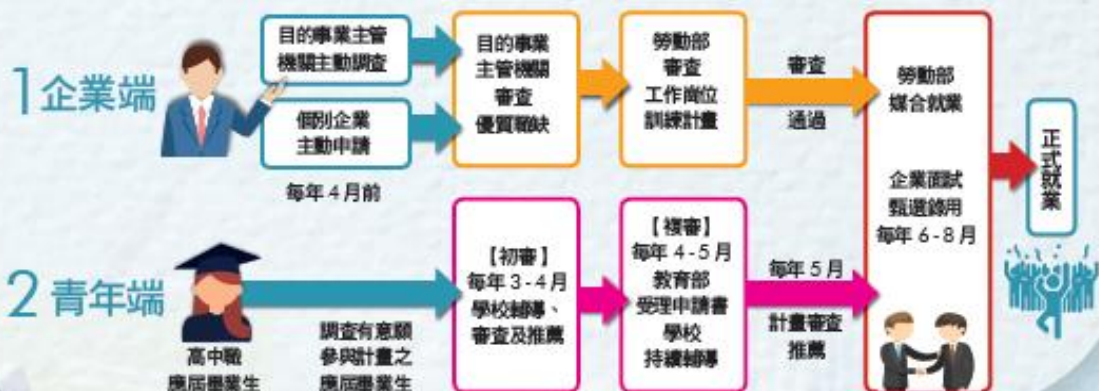 1 企業端
目的事業主管
機關主動調查
個別企業
主動申請
每年 4 月前
目的事業
主管機關
審查
優質職缺
勞動部
審查
工作崗位
訓練計畫
審查
通過
勞動部
媒合就業
企業面試
甄選錄用
每年 6-8 月
正式就業
2 青年端
高中職
應屆畢業生
調查有意願
參與計畫之
應屆畢業生
【初審】
每年 3-4 月
學校輔導、
審查及推薦
【複審】
每年 4-5 月
教育部
受理申請書
學校
持續輔導
每年 5 月
計畫審查
推薦